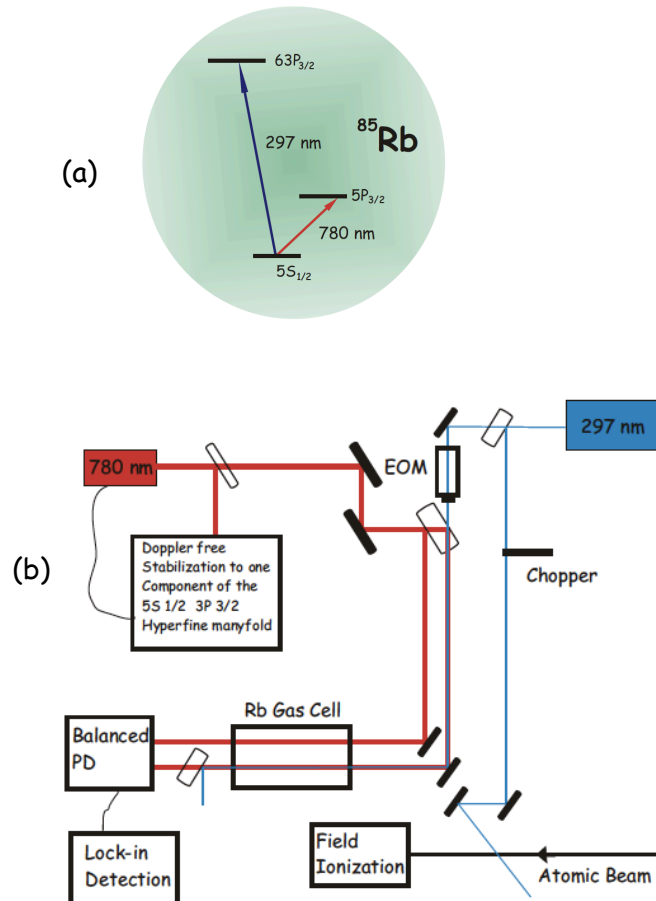 63P3/2
85Rb
297 nm
(a)
5P3/2
780 nm
5S1/2
297 nm
780 nm
EOM
Doppler free
Stabilization to one
Component of the
5S 1/2 3P 3/2
Hyperfine manyfold
(b)
Chopper
Rb Gas Cell
Balanced
PD
Lock-in
Detection
Field
Ionization
Atomic Beam